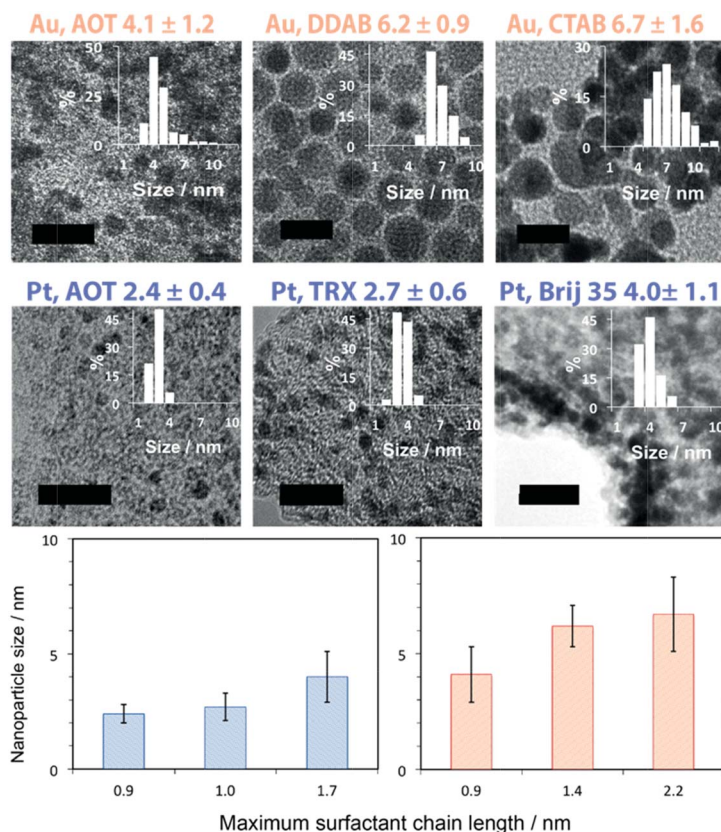 Au, AOT 4.1 ± 1.2
Au, DDAB 6.2 ± 0.9
Au, CTAB 6.7 ± 1.6
50
25
0
%
1 4 10
Size / nm
45
30
15
0
%
1 4 10
Size / nm
30
15
0
%
1 4 7 10
Size / nm
Pt, AOT 2.4 ± 0.4
Pt, TRX 2.7 ± 0.6
Pt, Brij 35 4.0± 1.1
45
30
15
0
%
1 4 10
Size / nm
45
30
15
0
%
1 4 10
Size / nm
45
30
15
0
%
1 4 10
Size / nm
Nanoparticle size / nm
10
5
0
0.9 1.0 1.7
10
5
0
0.9 1.4 2.2
Maximum surfactant chain length / nm